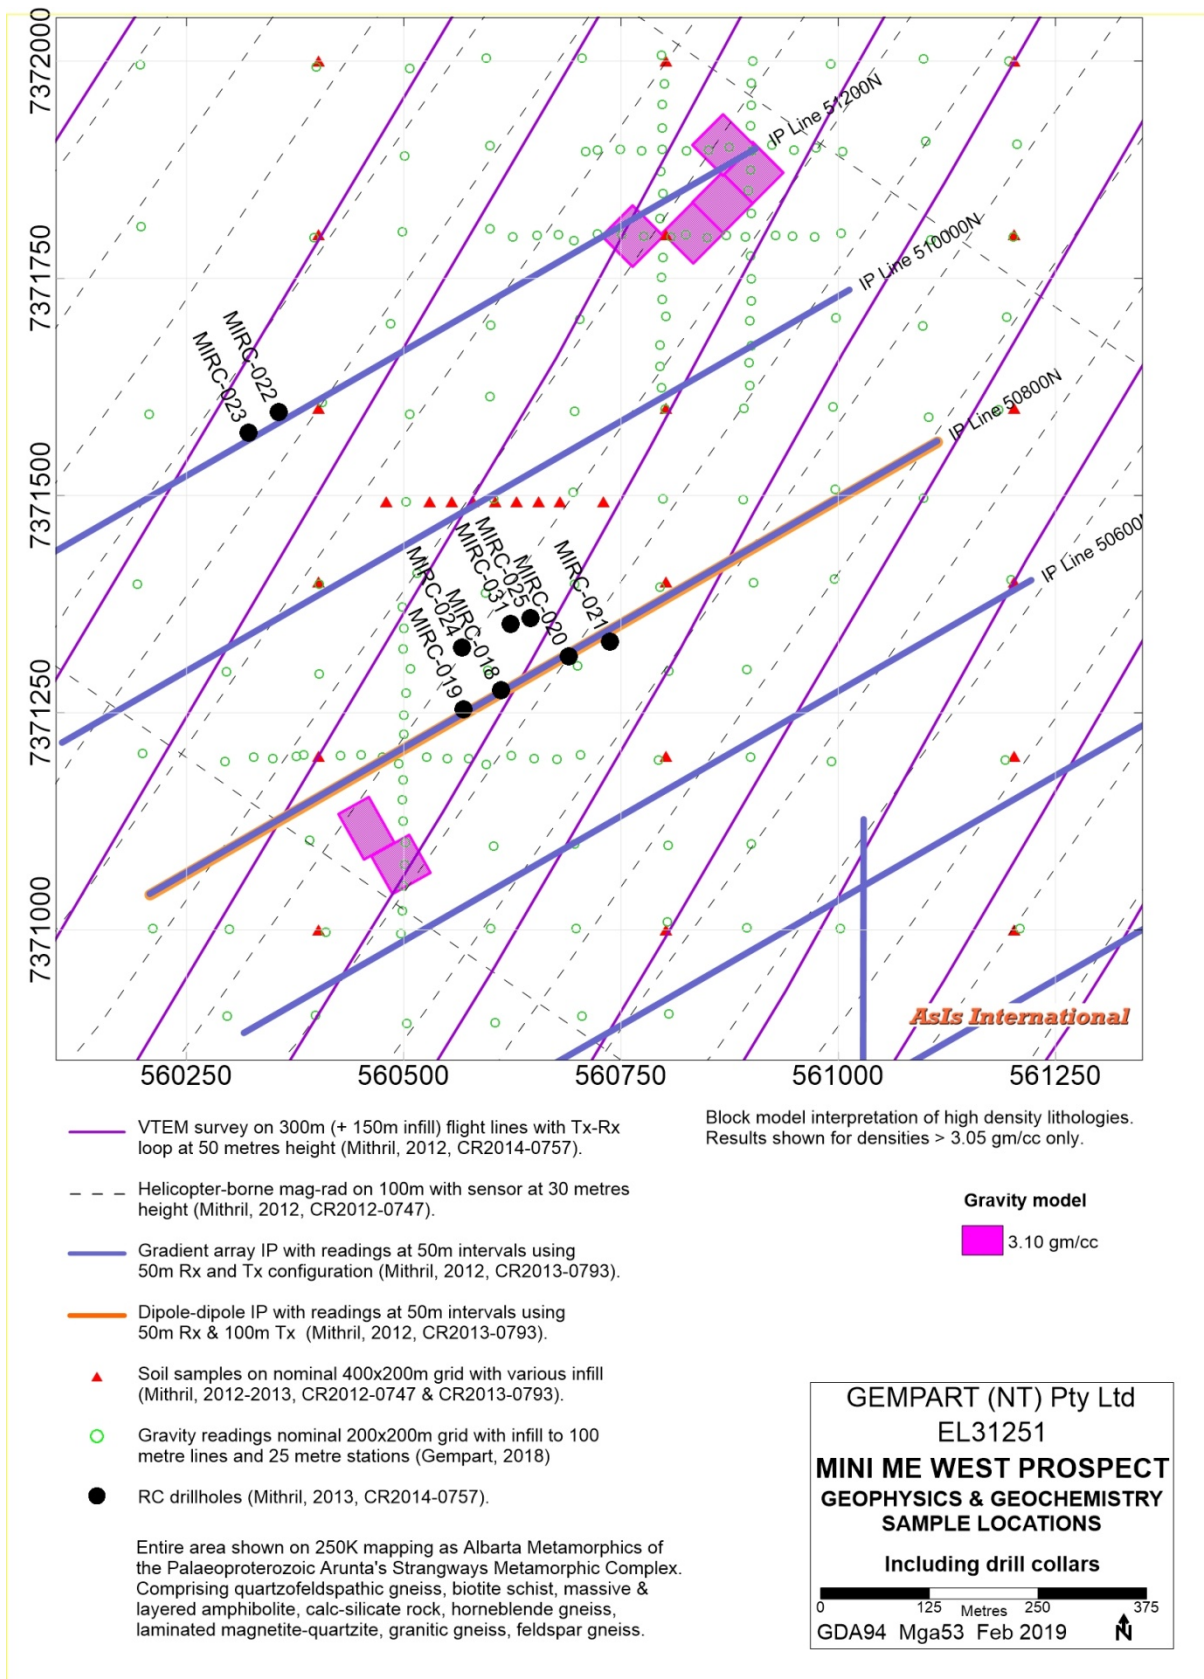 7372000
7371750
7371500
7371250
7371000
IP Line 51200N
IP Line 510000N
IP Line 50800N
IP Line 50600
MIRC-022
MIRC-023
MIRC-021
MIRC-020
MIRC-025
MIRC-031
MIRC-024
MIRC-018
MIRC-019
AsIs International
560250
560500
560750
561000
561250
VTEM survey on 300m (+ 150m infill) flight lines with Tx-Rx
loop at 50 metres height (Mithril, 2012, CR2014-0757).
Helicopter-borne mag-rad on 100m with sensor at 30 metres
height (Mithril, 2012, CR2012-0747).
Gradient array IP with readings at 50m intervals using
50m Rx and Tx configuration (Mithril, 2012, CR2013-0793).
Dipole-dipole IP with readings at 50m intervals using
50m Rx & 100m Tx (Mithril, 2012, CR2013-0793).
Soil samples on nominal 400x200m grid with various infill
(Mithril, 2012-2013, CR2012-0747 & CR2013-0793).
Gravity readings nominal 200x200m grid with infill to 100
metre lines and 25 metre stations (Gempart, 2018)
RC drillholes (Mithril, 2013, CR2014-0757).
Entire area shown on 250K mapping as Albarta Metamorphics of
the Palaeoproterozoic Arunta's Strangways Metamorphic Complex.
Comprising quartzofeldspathic gneiss, biotite schist, massive &
layered amphibolite, calc-silicate rock, horneblende gneiss,
laminated magnetite-quartzite, granitic gneiss, feldspar gneiss.
Block model interpretation of high density lithologies.
Results shown for densities > 3.05 gm/cc only.
Gravity model
3.10 gm/cc
GEMPART (NT) Pty Ltd
EL31251
MINI ME WEST PROSPECT
GEOPHYSICS & GEOCHEMISTRY
SAMPLE LOCATIONS
Including drill collars
0 125 250 375
Metres
GDA94 Mga53 Feb 2019 N